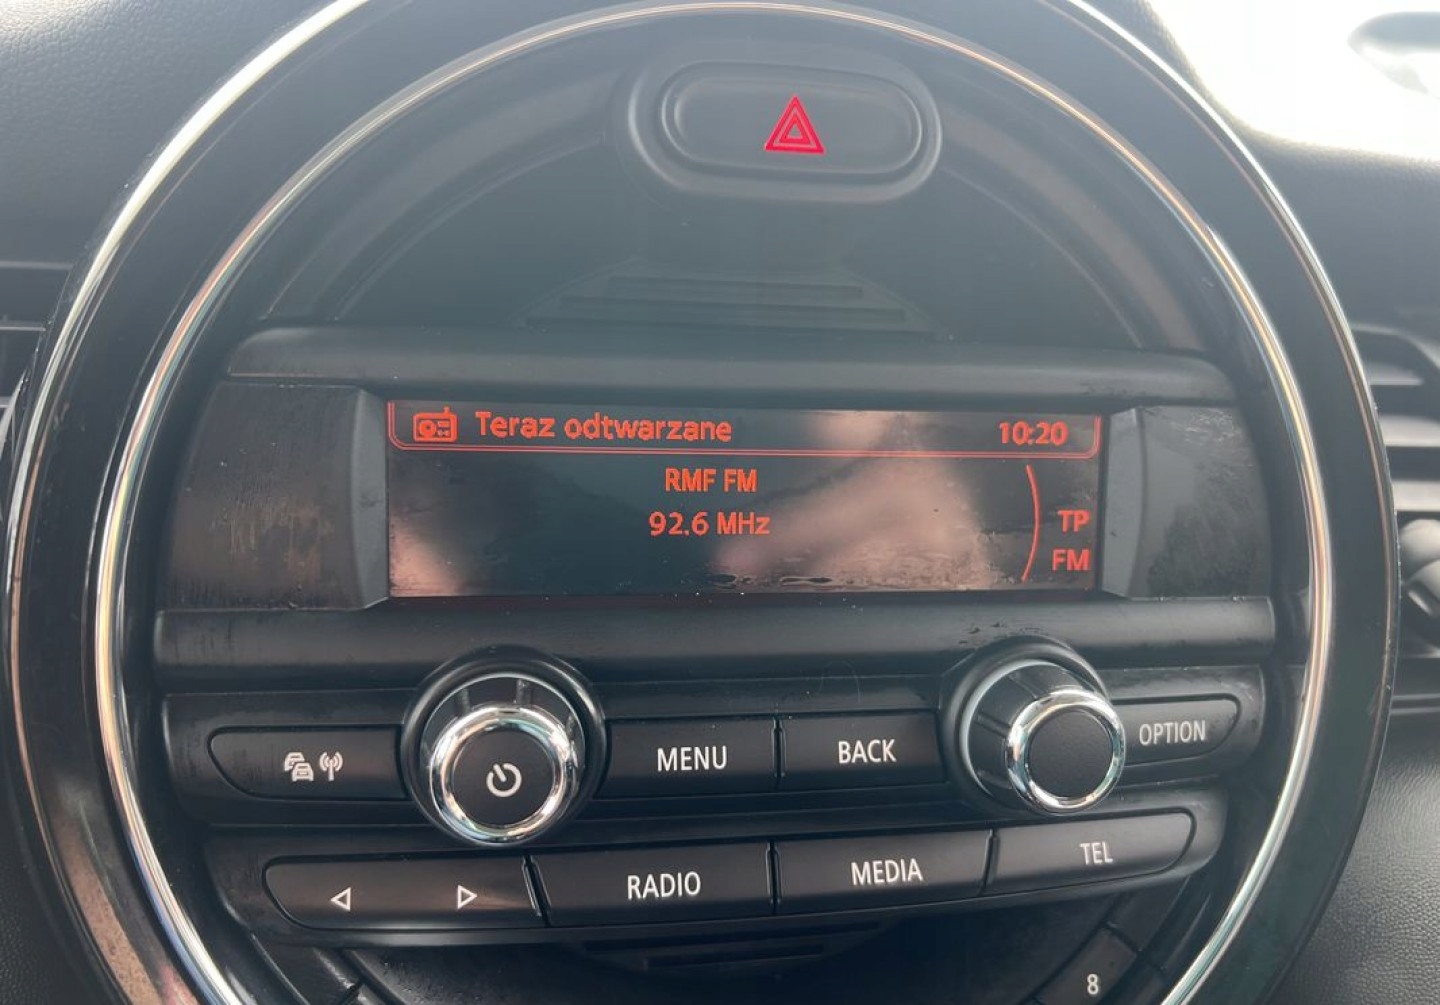 Teraz odtwarzane 10:20
RMF FM
92.6 MHz
TP
FM
MENU
BACK
OPTION
RADIO
MEDIA
TEL
8